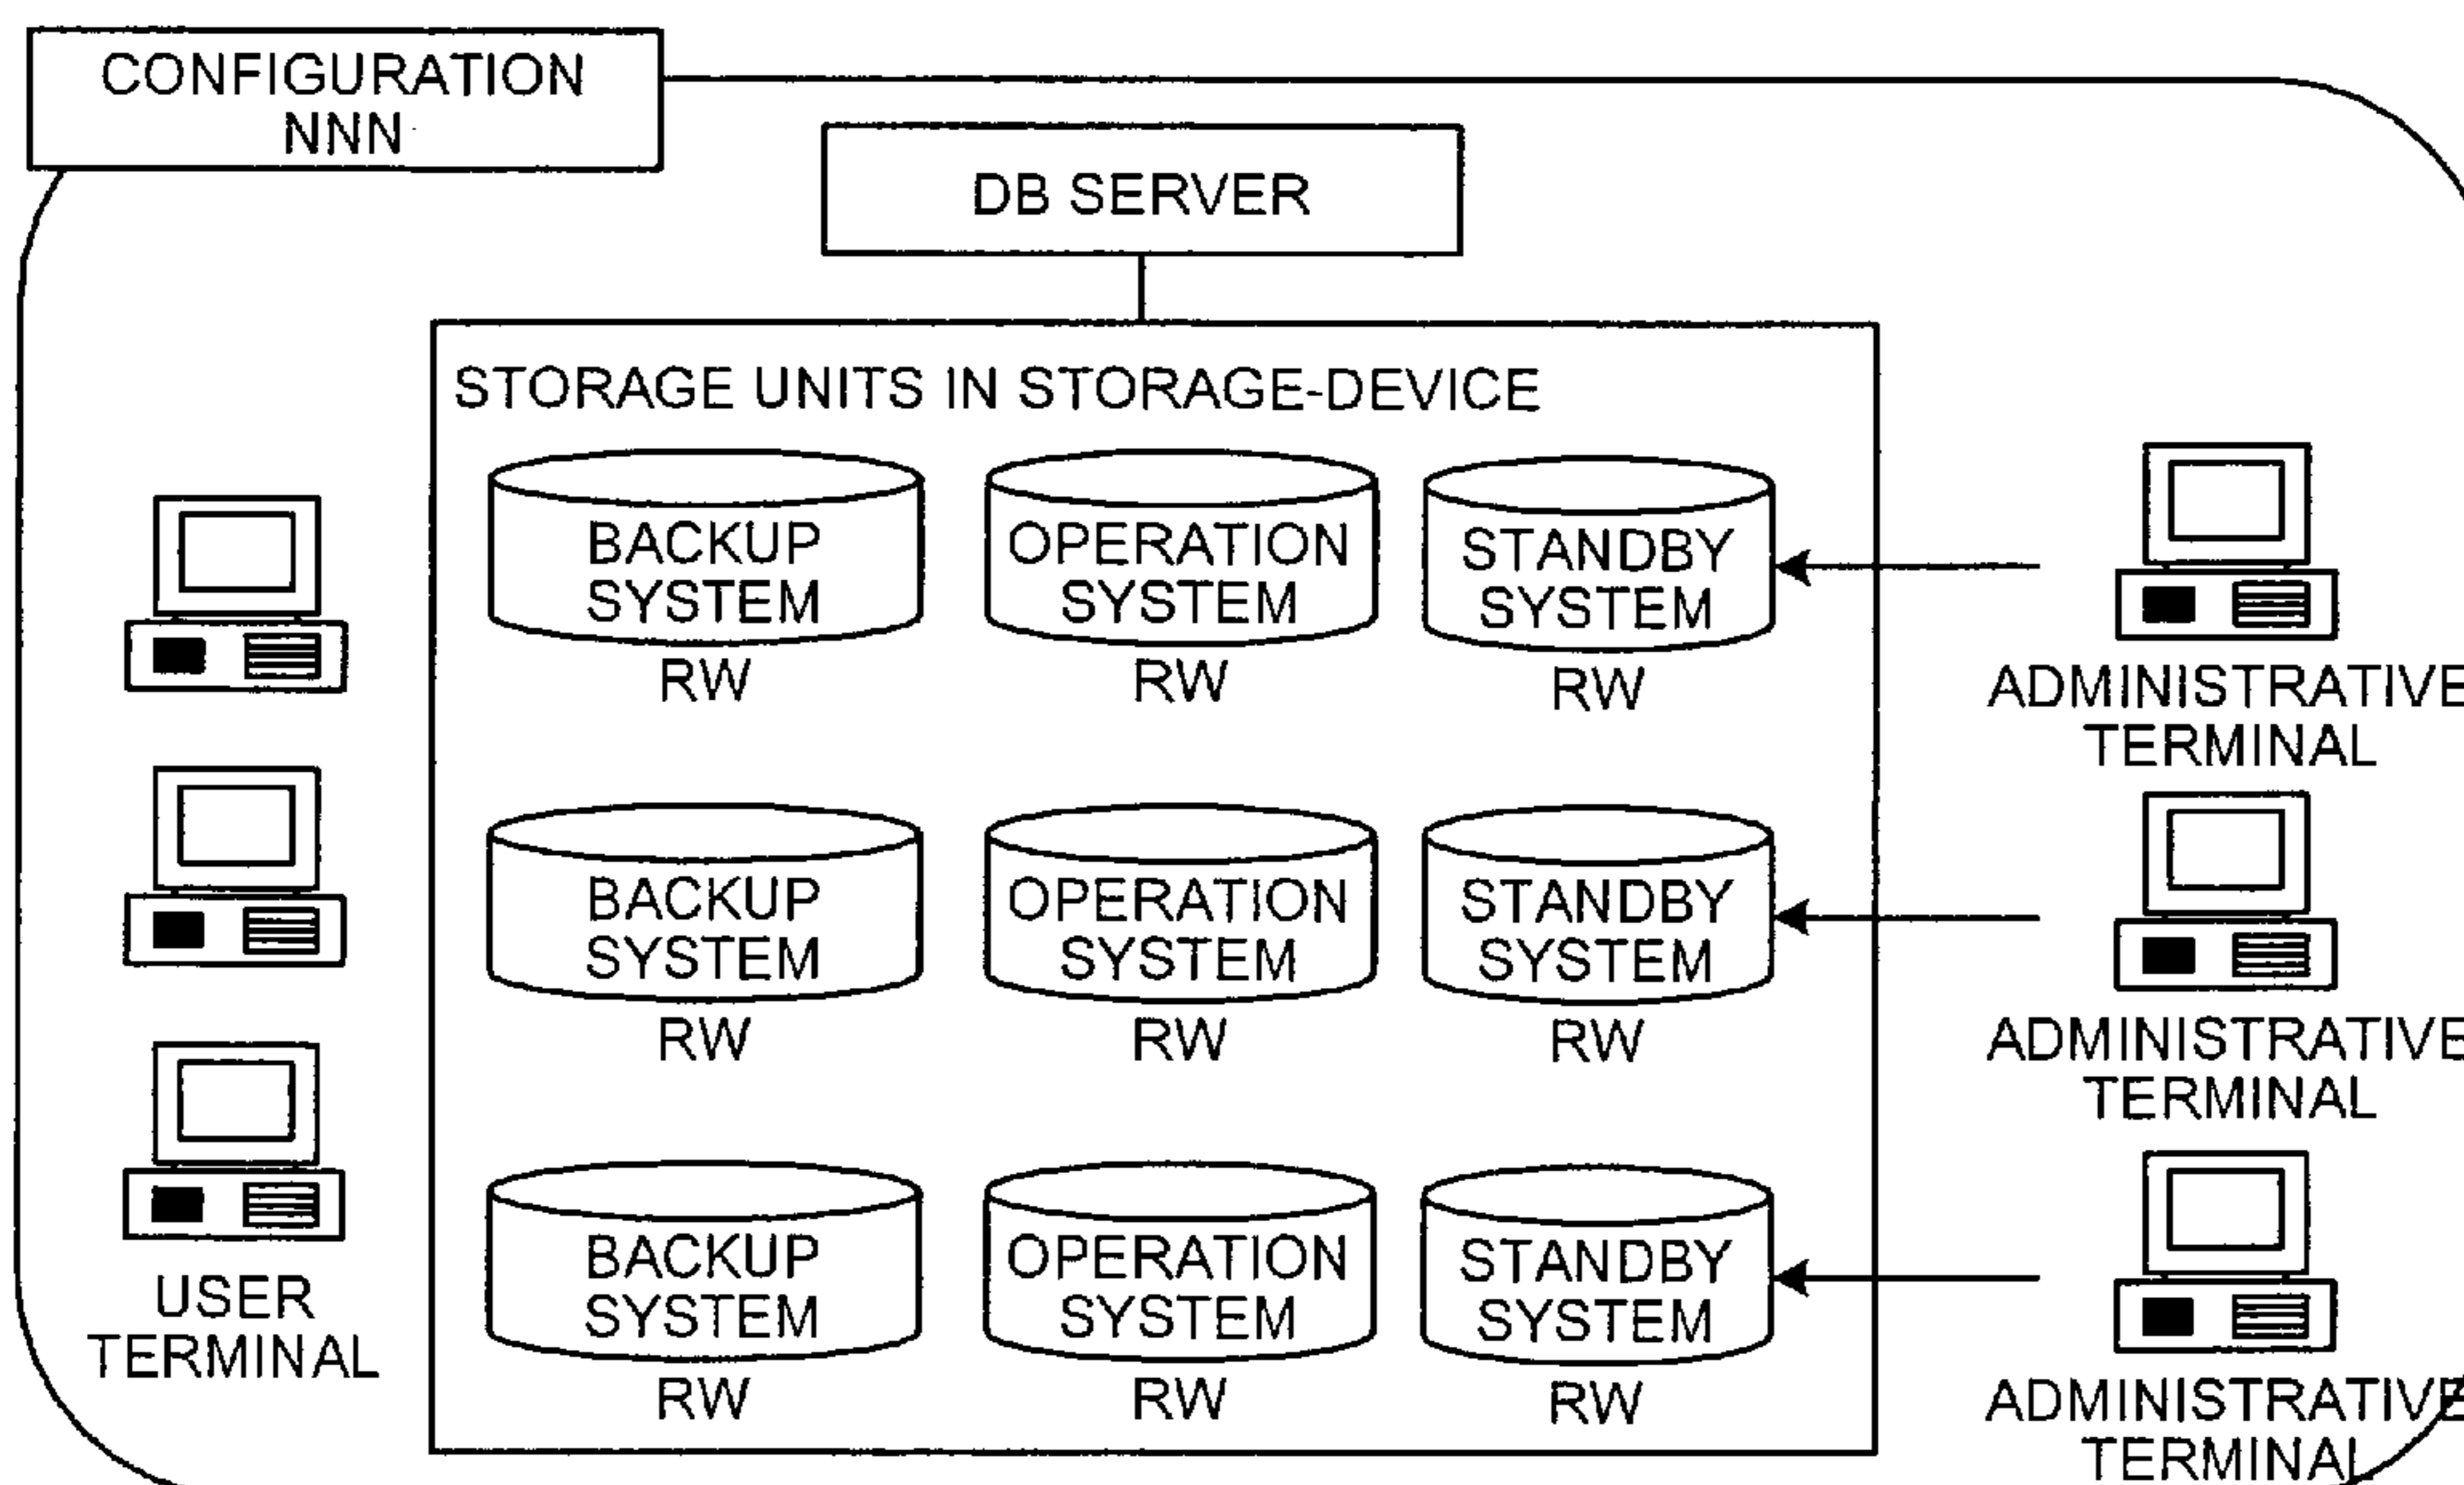 CONFIGURATION
NNN
DB SERVER
STORAGE UNITS IN STORAGE-DEVICE
BACKUP
SYSTEM
RW
OPERATION
SYSTEM
RW
STANDBY
SYSTEM
RW
ADMINISTRATIVE
TERMINAL
BACKUP
SYSTEM
RW
OPERATION
SYSTEM
RW
STANDBY
SYSTEM
RW
ADMINISTRATIVE
TERMINAL
USER
TERMINAL
BACKUP
SYSTEM
RW
OPERATION
SYSTEM
RW
STANDBY
SYSTEM
RW
ADMINISTRATIVE
TERMINAL